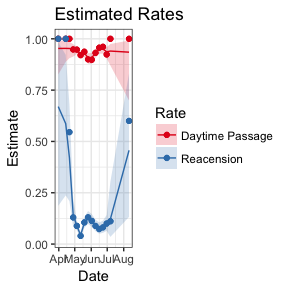 Estimated Rates
1.00
0.75
0.50
0.25
0.00
Estimate
Apr May Jun Jul Aug
Date
Rate
Daytime Passage
Reacension